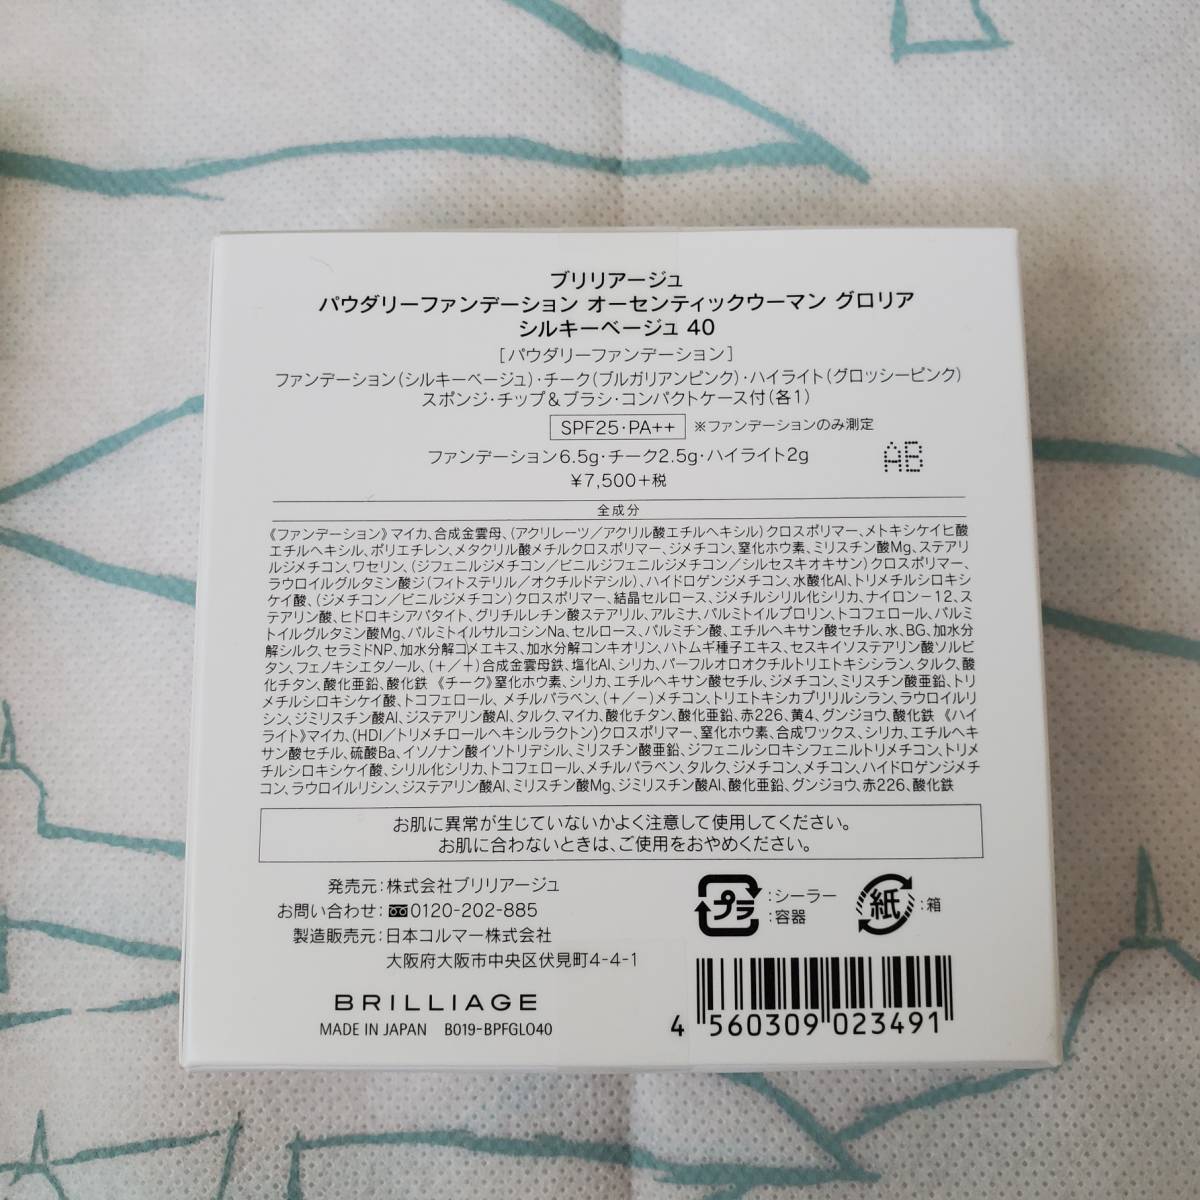 ブリリアージュ
パウダリーファンデーション オーセンティックウーマン グロリア
シルキーベージュ 40
[パウダリーファンデーション]
ファンデーション(シルキーベージュ)・チーク(ブルガリアンピンク)・ハイライト(グロッシーピンク)
スポンジ・チップ&ブラシ・コンパクトケース付(各1)
SPF25・PA++ ※ファンデーションのみ測定
ファンデーション6.5g・チーク2.5g・ハイライト2g
AB
¥7,500+税
全成分
《ファンデーション》マイカ、合成金雲母、(アクリレーツ/アクリル酸エチルヘキシル)クロスポリマー、メトキシケイヒ酸
エチルヘキシル、ポリエチレン、メタクリル酸メチルクロスポリマー、ジメチコン、窒化ホウ素、ミリスチン酸Mg、ステアリ
ルジメチコン、ワセリン、(ジフェニルジメチコン/ビニルジフェニルジメチコン/シルセスキオキサン)クロスポリマー、
ラウロイルグルタミン酸ジ(フィトステリル/オクチルドデシル)、ハイドロゲンジメチコン、水酸化Al、トリメチルシロキシ
ケイ酸、(ジメチコン/ビニルジメチコン)クロスポリマー、結晶セルロース、ジメチルシリル化シリカ、ナイロン-12、ス
テアリン酸、ヒドロキシアパタイト、グリチルレチン酸ステアリル、アルミナ、パルミトイルプロリン、トコフェロール、パルミ
トイルグルタミン酸Mg、パルミトイルサルコシンNa、セルロース、パルミチン酸、エチルヘキサン酸セチル、水、BG、加水分
解シルク、セラミドNP、加水分解コメエキス、加水分解コンキオリン、ハトムギ種子エキス、セスキイソステアリン酸ソルビ
タン、フェノキシエタノール、(+/+)合成金雲母鉄、塩化Al、シリカ、パーフルオロオクチルトリエトキシシラン、タルク、酸
化チタン、酸化亜鉛、酸化鉄 《チーク》窒化ホウ素、シリカ、エチルヘキサン酸セチル、ジメチコン、ミリスチン酸亜鉛、トリ
メチルシロキシケイ酸、トコフェロール、メチルパラベン、(+/−)メチコン、トリエトキシカプリリルシラン、ラウロイルリ
シン、ジミリスチン酸Al、ジステアリン酸Al、タルク、マイカ、酸化チタン、酸化亜鉛、赤226、黄4、グンジョウ、酸化鉄 《ハイ
ライト》マイカ、(HDI/トリメチロールヘキシルラクトン)クロスポリマー、窒化ホウ素、合成ワックス、シリカ、エチルヘキ
サン酸セチル、硫酸Ba、イソノナン酸イソトリデシル、ミリスチン酸亜鉛、ジフェニルシロキシフェニルトリメチコン、トリメ
チルシロキシケイ酸、シリル化シリカ、トコフェロール、メチルパラベン、タルク、ジメチコン、メチコン、ハイドロゲンジメチ
コン、ラウロイルリシン、ジステアリン酸Al、ミリスチン酸Mg、ジミリスチン酸Al、酸化亜鉛、グンジョウ、赤226、酸化鉄
お肌に異常が生じていないかよく注意して使用してください。
お肌に合わないときは、ご使用をおやめください。
発売元:株式会社ブリリアージュ
お問い合わせ:0120-202-885
製造販売元:日本コルマー株式会社
大阪府大阪市中央区伏見町4-4-1
プラ :シーラー
:容器
紙 :箱
BRILLIAGE
MADE IN JAPAN B019-BPFGLO40
4 560309 023491